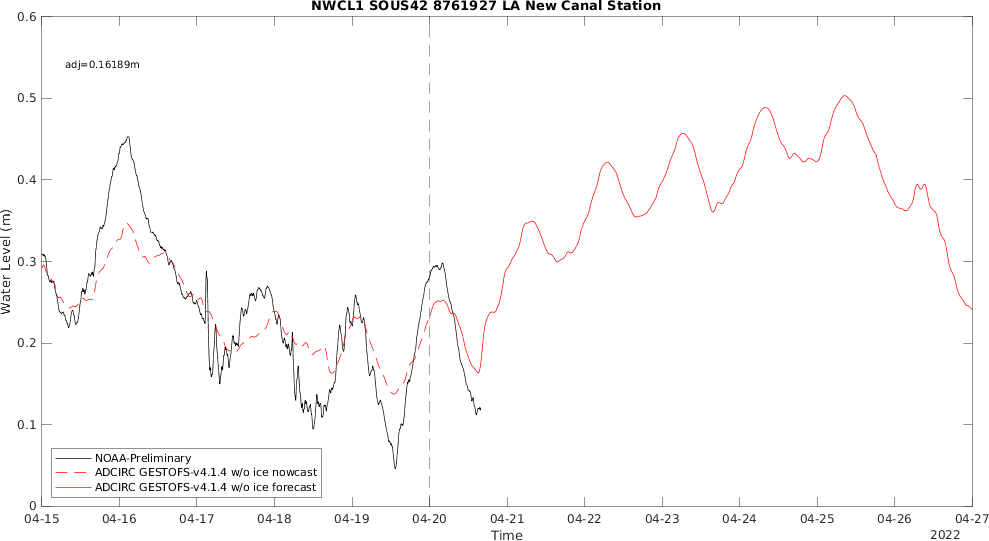 NWCL1 SOUS42 8761927 LA New Canal Station
adj=0.16189m
Water Level (m)
0.6
0.5
0.4
0.3
0.2
0.1
0
NOAA-Preliminary
ADCIRC GESTOFS-v4.1.4 w/o ice nowcast
ADCIRC GESTOFS-v4.1.4 w/o ice forecast
04-15 04-16 04-17 04-18 04-19 04-20 04-21 04-22 04-23 04-24 04-25 04-26 04-27
Time
2022